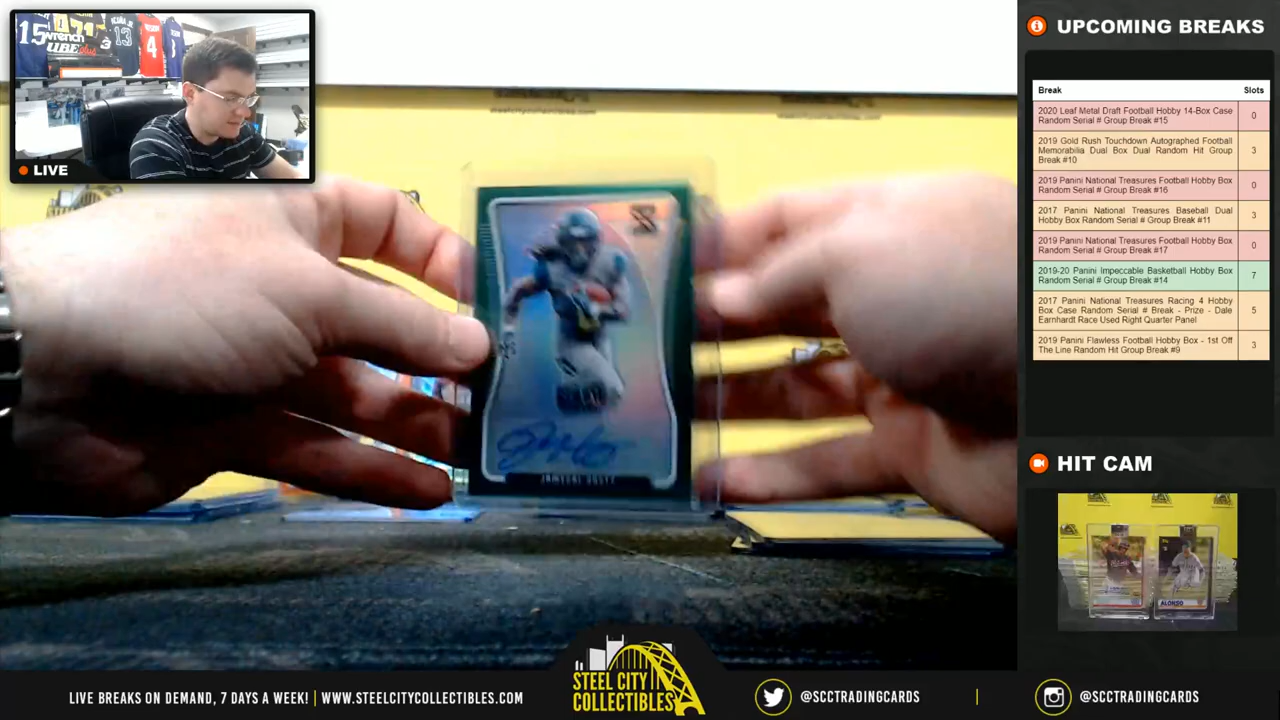 UPCOMING BREAKS
Break Slots
2020 Leaf Metal Draft Football Hobby 14-Box Case
Random Serial # Group Break #15 0
2019 Gold Rush Touchdown Autographed Football
Memorabilia Dual Box Dual Random Hit Group
Break #10 3
2019 Panini National Treasures Football Hobby Box
Random Serial # Group Break #16 0
2017 Panini National Treasures Baseball Dual
Hobby Box Random Serial # Group Break #11 3
2019 Panini National Treasures Football Hobby Box
Random Serial # Group Break #17 0
2019-20 Panini Impeccable Basketball Hobby Box
Random Serial # Group Break #14 7
2017 Panini National Treasures Racing 4 Hobby
Box Case Random Serial # Break - Prize - Dale
Earnhardt Race Used Right Quarter Panel 5
2019 Panini Flawless Football Hobby Box - 1st Off
The Line Random Hit Group Break #9 3
15
13
4
LIVE
HIT CAM
ALONSO
LIVE BREAKS ON DEMAND, 7 DAYS A WEEK! | WWW.STEELCITYCOLLECTIBLES.COM
STEEL CITY
COLLECTIBLES
@SCCTRADINGCARDS
@SCCTRADINGCARDS